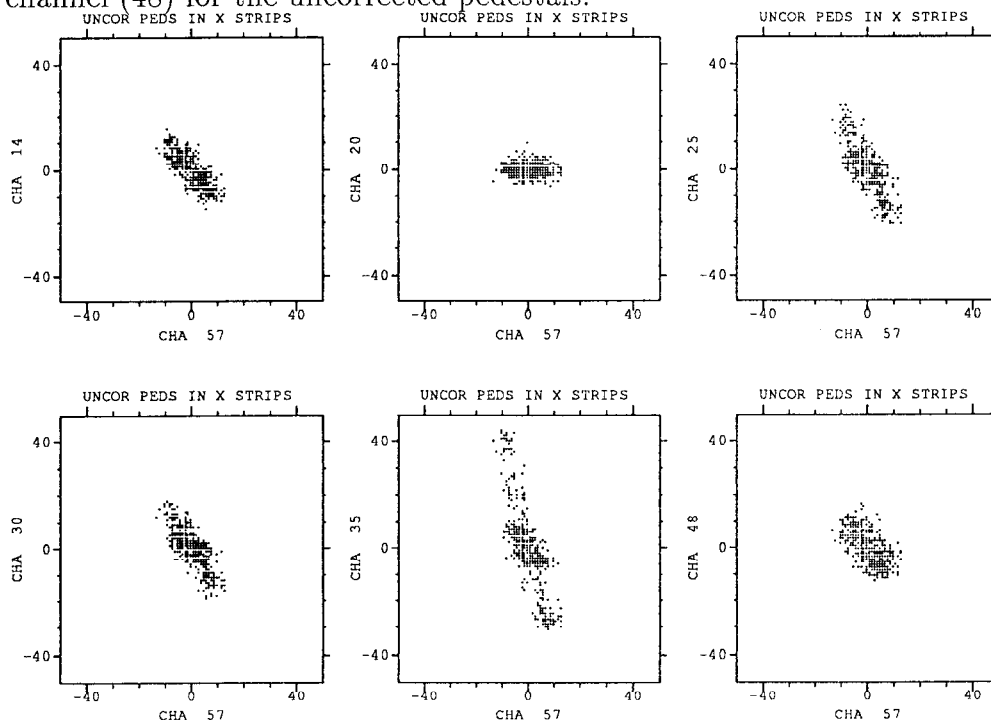 channel (48) for the uncorrected pedestals.
UNCOR PEDS IN X STRIPS UNCOR PEDS IN X STRIPS UNCOR PEDS IN X STRIPS
40 40 40
CHA 14 CHA 20 CHA 25
0 0 0
-40 -40 -40
-40 0 40 -40 0 40 -40 0 40
CHA 57 CHA 57 CHA 57
UNCOR PEDS IN X STRIPS UNCOR PEDS IN X STRIPS UNCOR PEDS IN X STRIPS
40 40 40
CHA 30 CHA 35 CHA 48
0 0 0
-40 -40 -40
-40 0 40 -40 0 40 -40 0 40
CHA 57 CHA 57 CHA 57